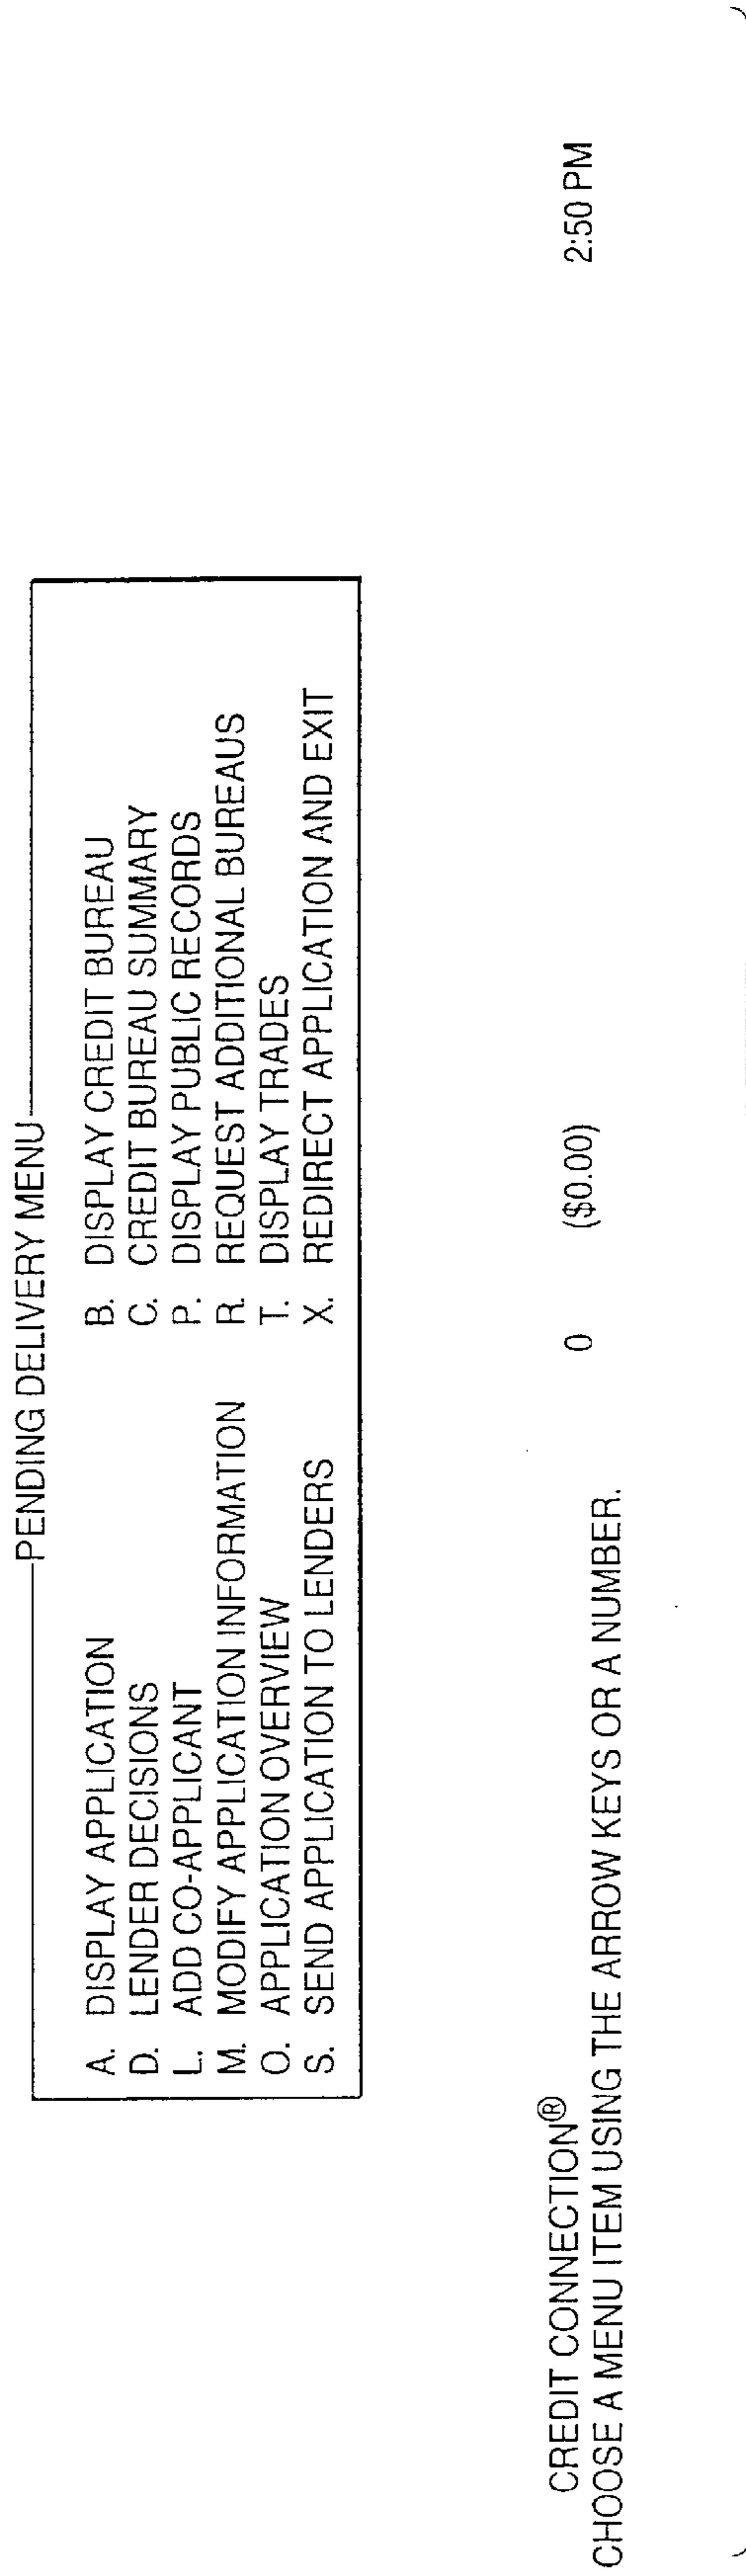 PENDING DELIVERY MENU
A. DISPLAY APPLICATION B. DISPLAY CREDIT BUREAU
D. LENDER DECISIONS C. CREDIT BUREAU SUMMARY
L. ADD CO-APPLICANT P. DISPLAY PUBLIC RECORDS
M. MODIFY APPLICATION INFORMATION R. REQUEST ADDITIONAL BUREAUS
O. APPLICATION OVERVIEW T. DISPLAY TRADES
S. SEND APPLICATION TO LENDERS X. REDIRECT APPLICATION AND EXIT
CREDIT CONNECTION® 0 ($0.00) 2:50 PM
CHOOSE A MENU ITEM USING THE ARROW KEYS OR A NUMBER.